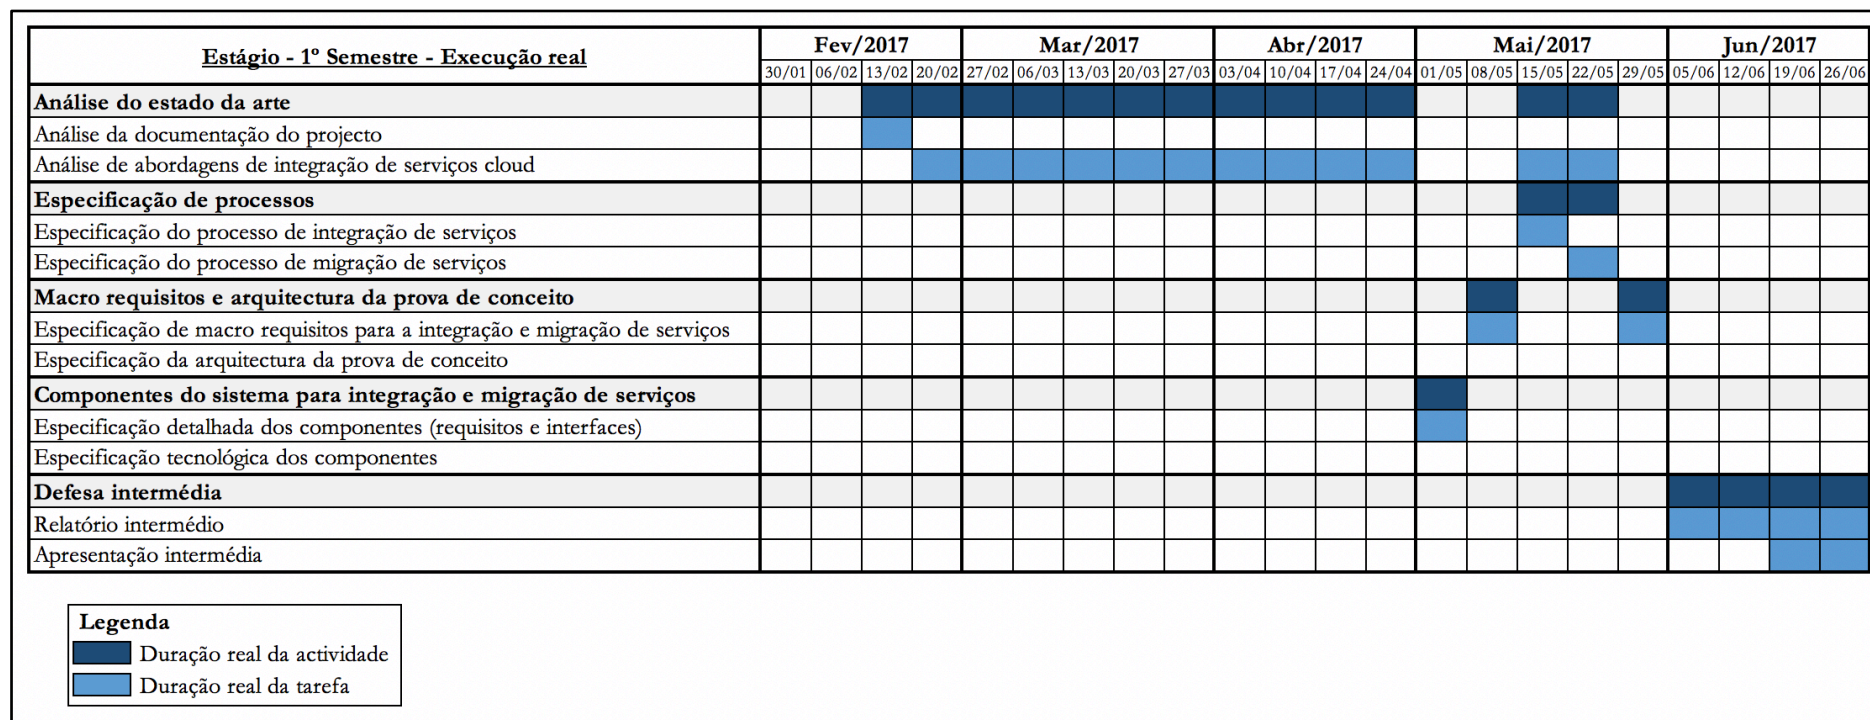 Estágio - 1º Semestre - Execução real
Fev/2017 Mar/2017 Abr/2017 Mai/2017 Jun/2017
30/01 06/02 13/02 20/02 27/02 06/03 13/03 20/03 27/03 03/04 10/04 17/04 24/04 01/05 08/05 15/05 22/05 29/05 05/06 12/06 19/06 26/06
Análise do estado da arte
Análise da documentação do projecto
Análise de abordagens de integração de serviços cloud
Especificação de processos
Especificação do processo de integração de serviços
Especificação do processo de migração de serviços
Macro requisitos e arquitectura da prova de conceito
Especificação de macro requisitos para a integração e migração de serviços
Especificação da arquitectura da prova de conceito
Componentes do sistema para integração e migração de serviços
Especificação detalhada dos componentes (requisitos e interfaces)
Especificação tecnológica dos componentes
Defesa intermédia
Relatório intermédio
Apresentação intermédia
Legenda
Duração real da actividade
Duração real da tarefa